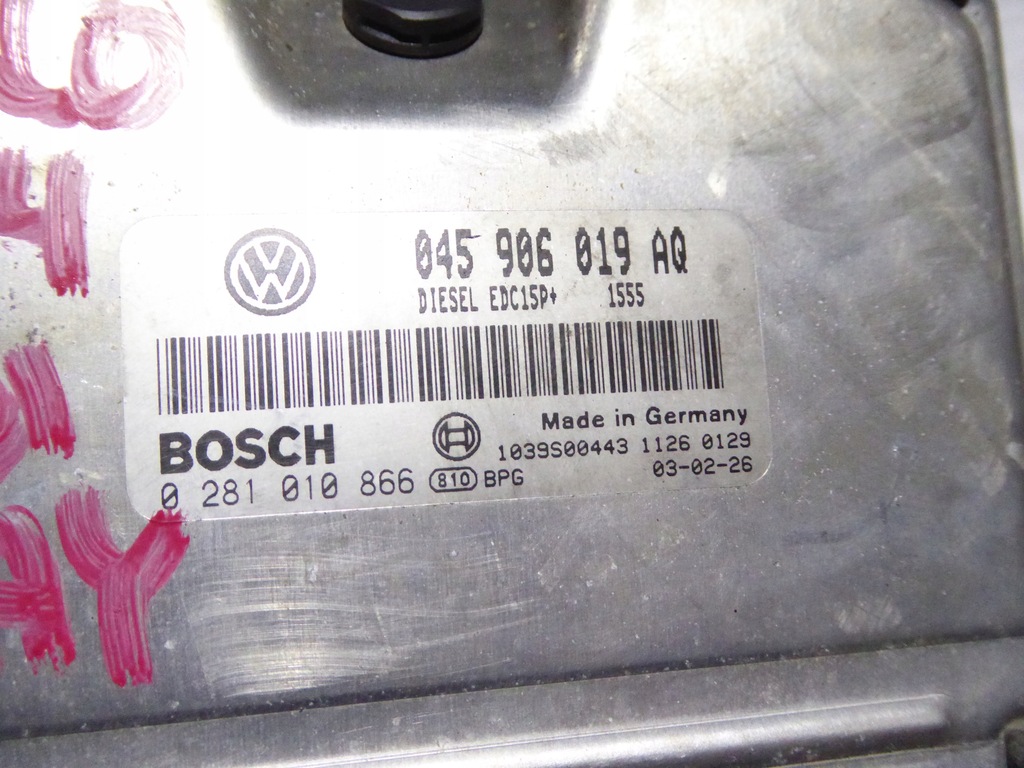 045 906 019 AQ
DIESEL EDC15P+ 1555
BOSCH
Made in Germany
1039S00443 1126 0129
0 281 010 866 810 BPG
03-02-26
AY